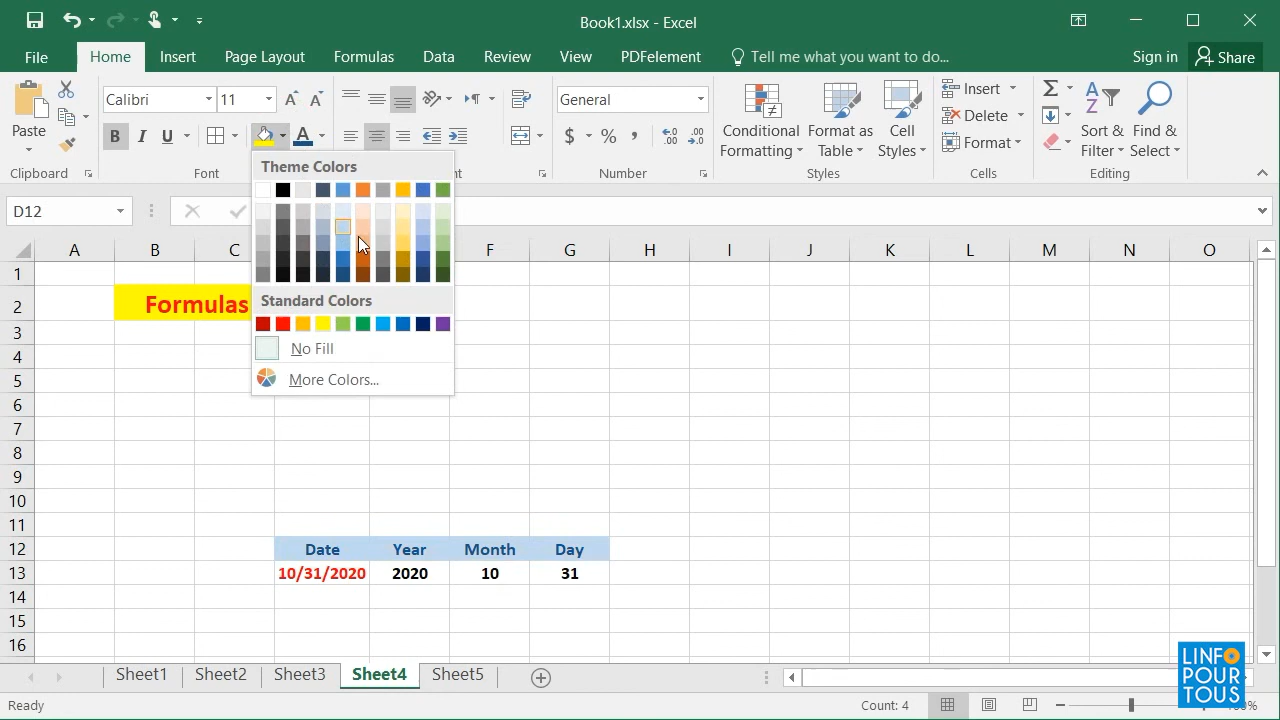 Book1.xlsx - Excel
File Home Insert Page Layout Formulas Data Review View PDFelement Tell me what you want to do... Sign in Share
Paste
Clipboard
Calibri 11
B I U A
Font
General
$ % ,
Number
Conditional Formatting
Format as Table
Cell Styles
Styles
Insert
Delete
Format
Cells
Sort & Filter
Find & Select
Editing
D12
Theme Colors
Standard Colors
No Fill
More Colors...
A B C F G H I J K L M N O
1
2 Formulas
3
4
5
6
7
8
9
10
11
12 Date Year Month Day
13 10/31/2020 2020 10 31
14
15
16
Sheet1 Sheet2 Sheet3 Sheet4 Sheet5
Ready Count: 4
LINFO
POUR
TOUS